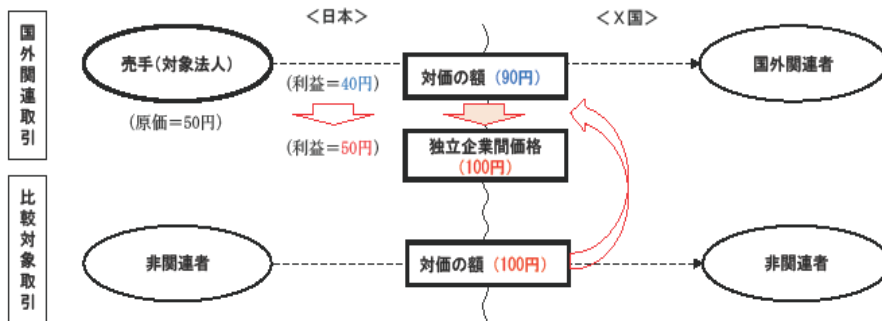 <日本>
<X国>
国外関連取引
売手(対象法人)
(利益=40円)
対価の額 (90円)
国外関連者
(原価=50円)
(利益=50円)
独立企業間価格
(100円)
比較対象取引
非関連者
対価の額 (100円)
非関連者